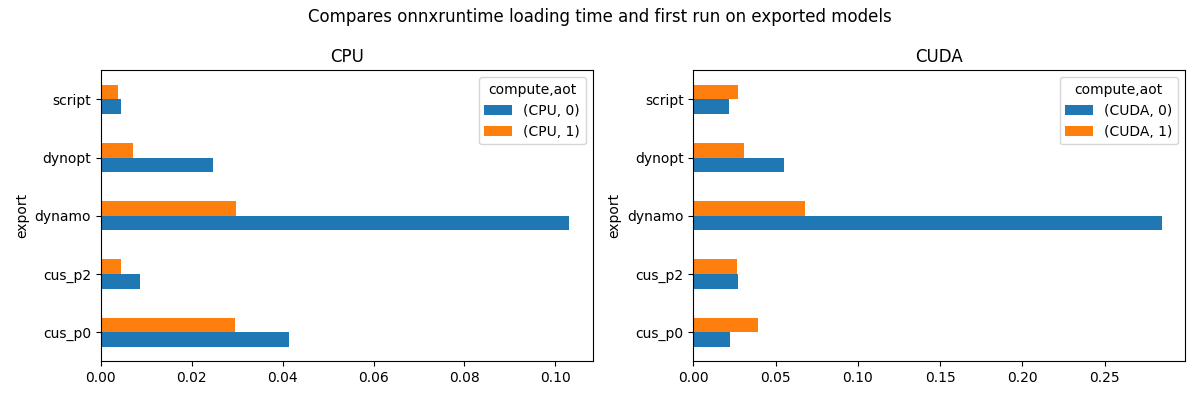 Compares onnxruntime loading time and first run on exported models
CPU
compute,aot
(CPU, 0)
(CPU, 1)
script
dynopt
dynamo
cus_p2
cus_p0
export
0.00 0.02 0.04 0.06 0.08 0.10
CUDA
compute,aot
(CUDA, 0)
(CUDA, 1)
script
dynopt
dynamo
cus_p2
cus_p0
export
0.00 0.05 0.10 0.15 0.20 0.25